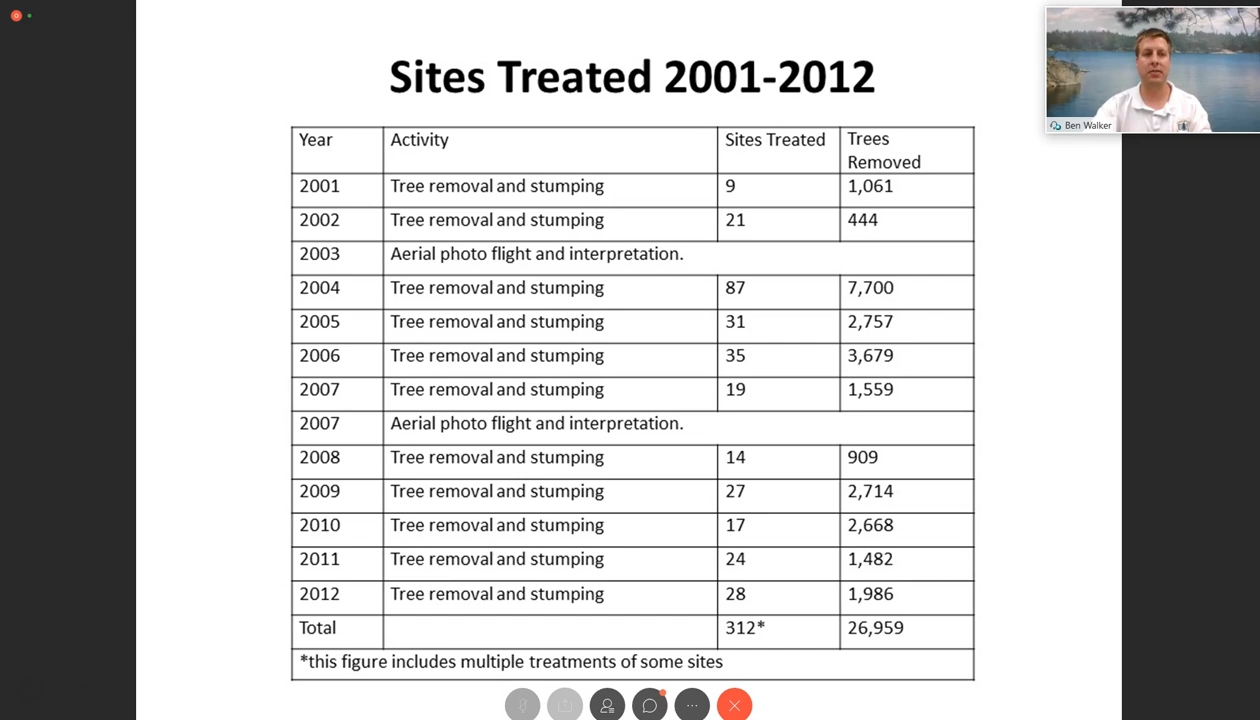 Sites Treated 2001-2012
Ben Walker
Year Activity Sites Treated Trees Removed
2001 Tree removal and stumping 9 1,061
2002 Tree removal and stumping 21 444
2003 Aerial photo flight and interpretation.
2004 Tree removal and stumping 87 7,700
2005 Tree removal and stumping 31 2,757
2006 Tree removal and stumping 35 3,679
2007 Tree removal and stumping 19 1,559
2007 Aerial photo flight and interpretation.
2008 Tree removal and stumping 14 909
2009 Tree removal and stumping 27 2,714
2010 Tree removal and stumping 17 2,668
2011 Tree removal and stumping 24 1,482
2012 Tree removal and stumping 28 1,986
Total 312* 26,959
*this figure includes multiple treatments of some sites